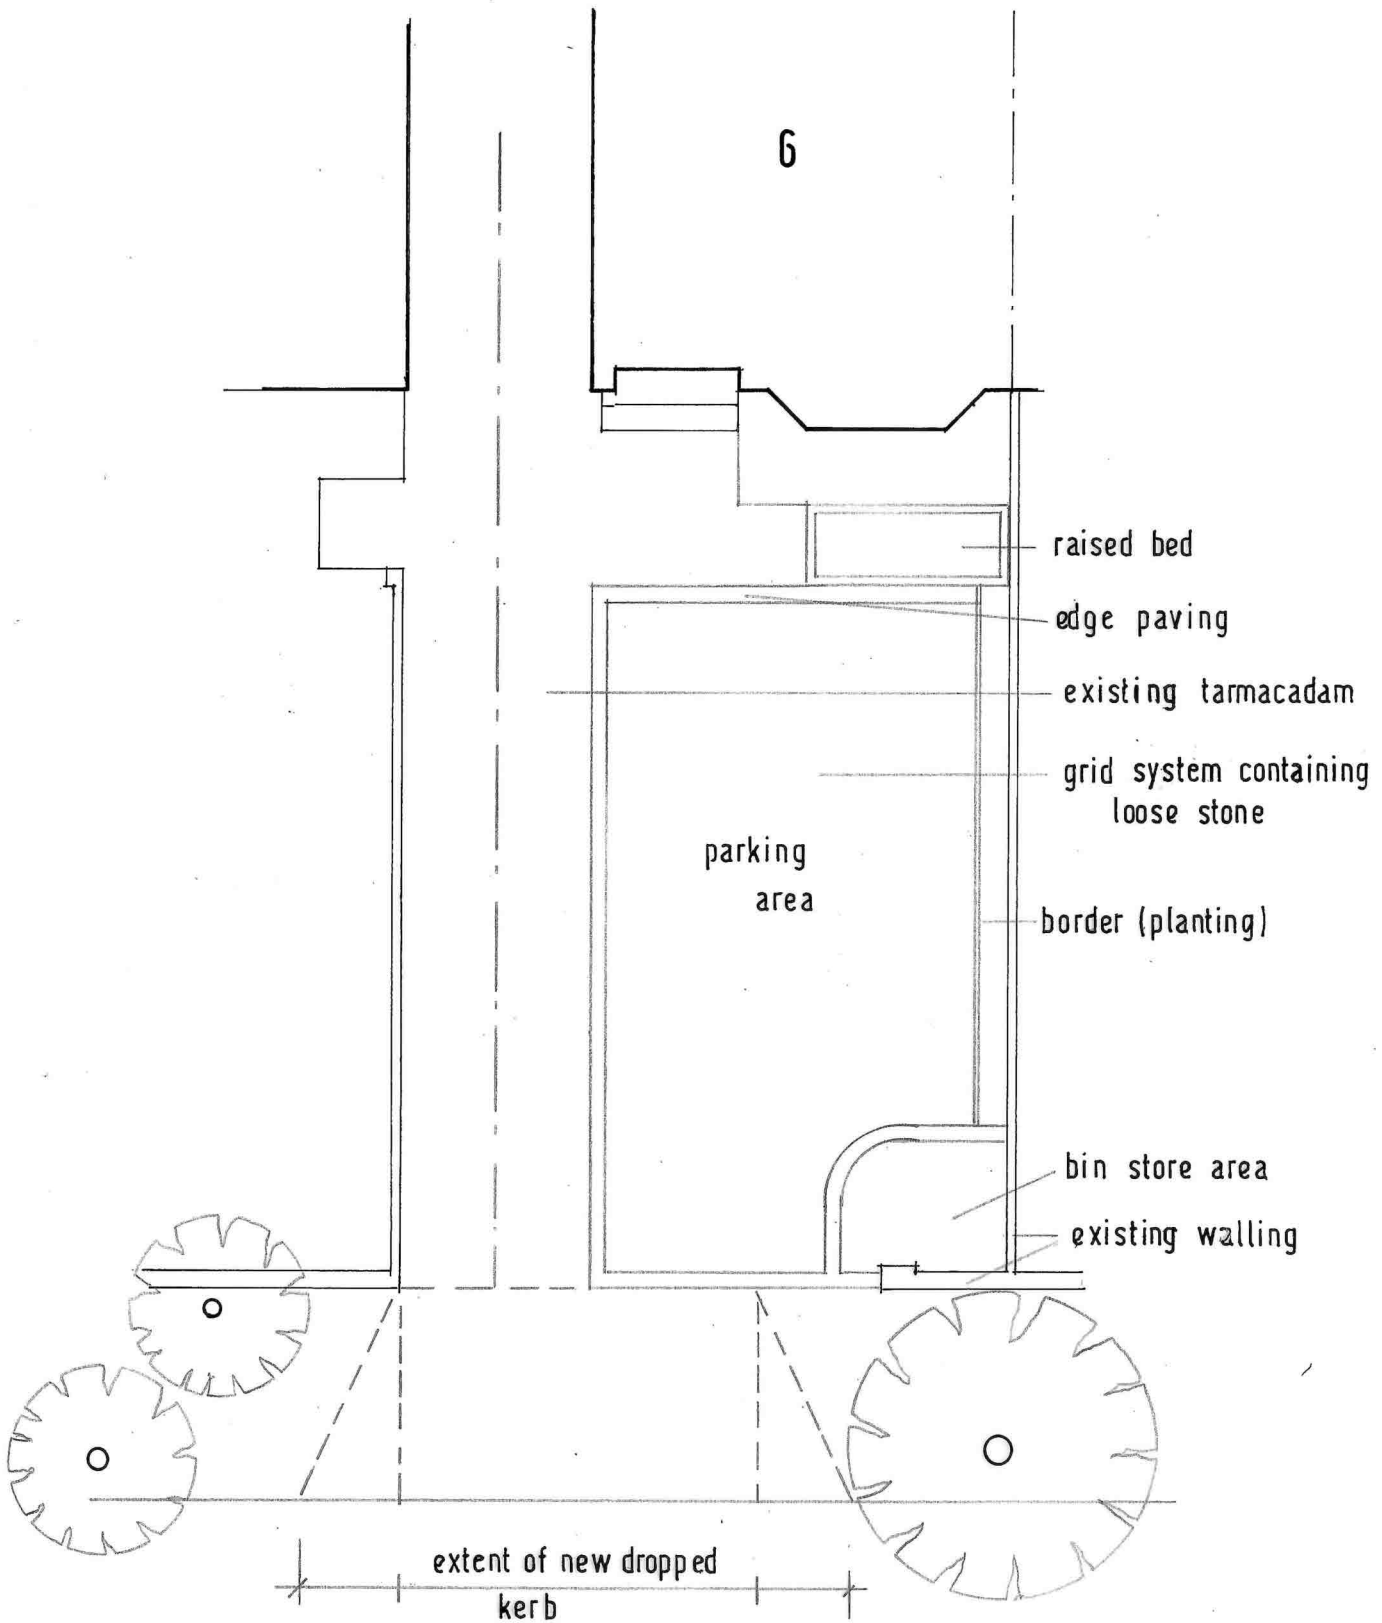 6
raised bed
edge paving
existing tarmacadam
grid system containing
loose stone
parking
area
border (planting)
bin store area
existing walling
extent of new dropped
kerb